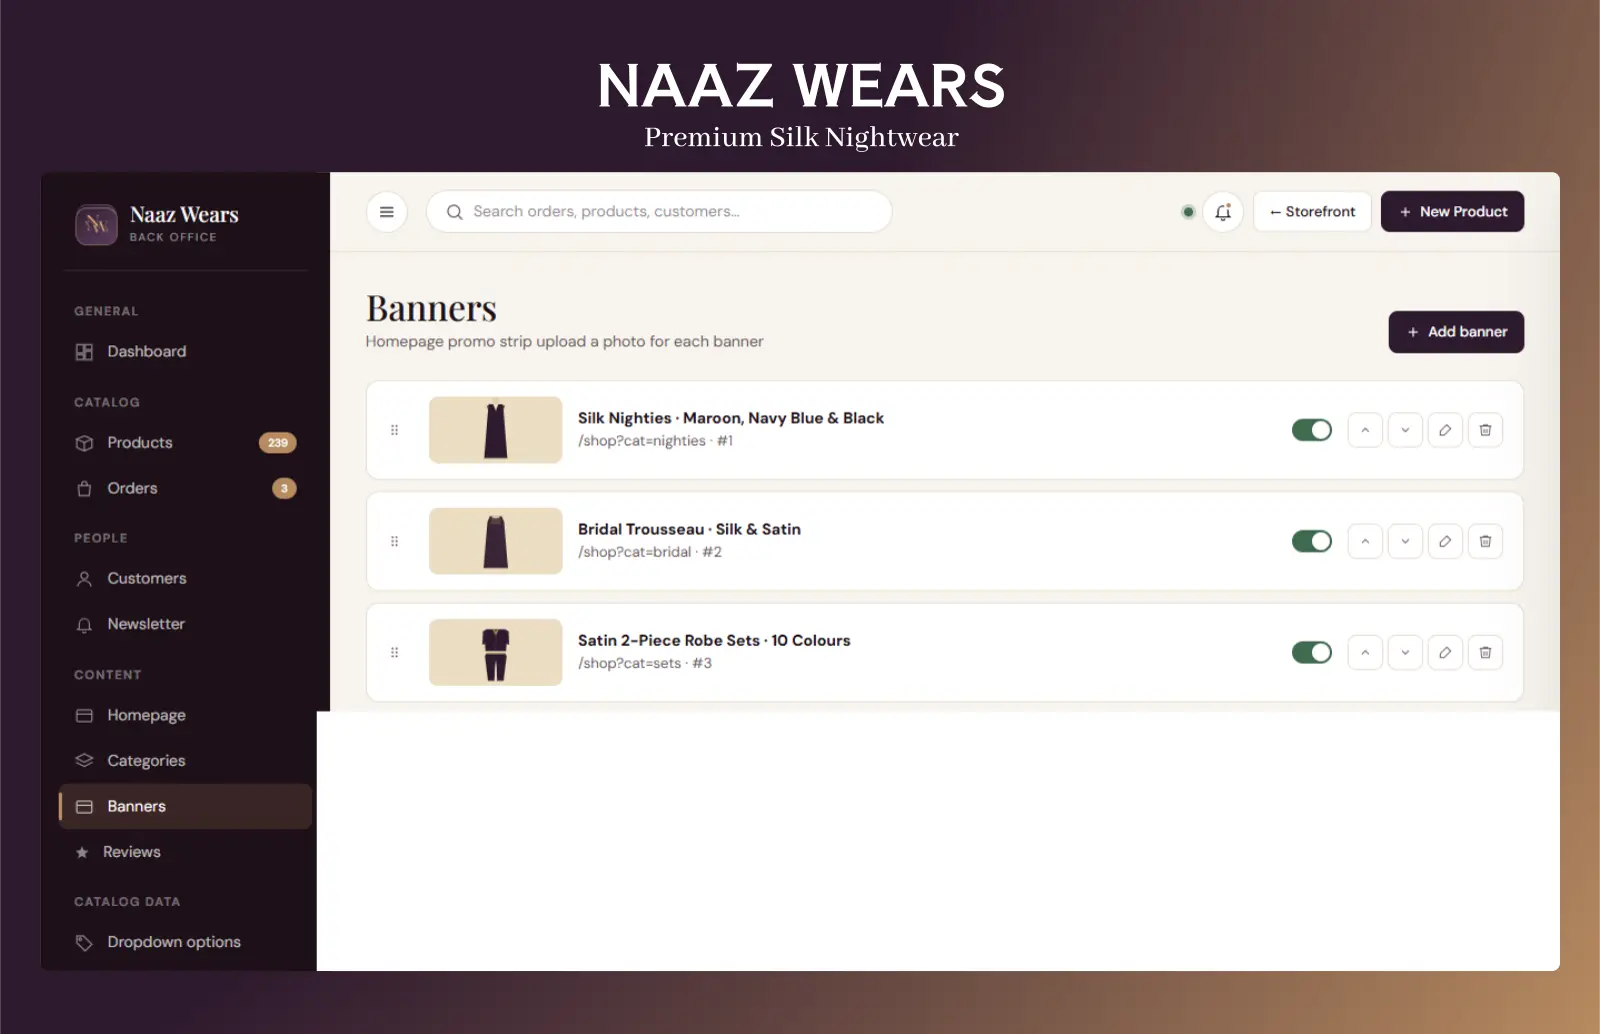 NAAZ WEARS
Premium Silk Nightwear
Naaz Wears
BACK OFFICE
GENERAL
Dashboard
CATALOG
Products 239
Orders 3
PEOPLE
Customers
Newsletter
CONTENT
Homepage
Categories
Banners
Reviews
CATALOG DATA
Dropdown options
Search orders, products, customers...
← Storefront
+ New Product
Banners
Homepage promo strip upload a photo for each banner
+ Add banner
Silk Nighties · Maroon, Navy Blue & Black
/shop?cat=nighties · #1
Bridal Trousseau · Silk & Satin
/shop?cat=bridal · #2
Satin 2-Piece Robe Sets · 10 Colours
/shop?cat=sets · #3